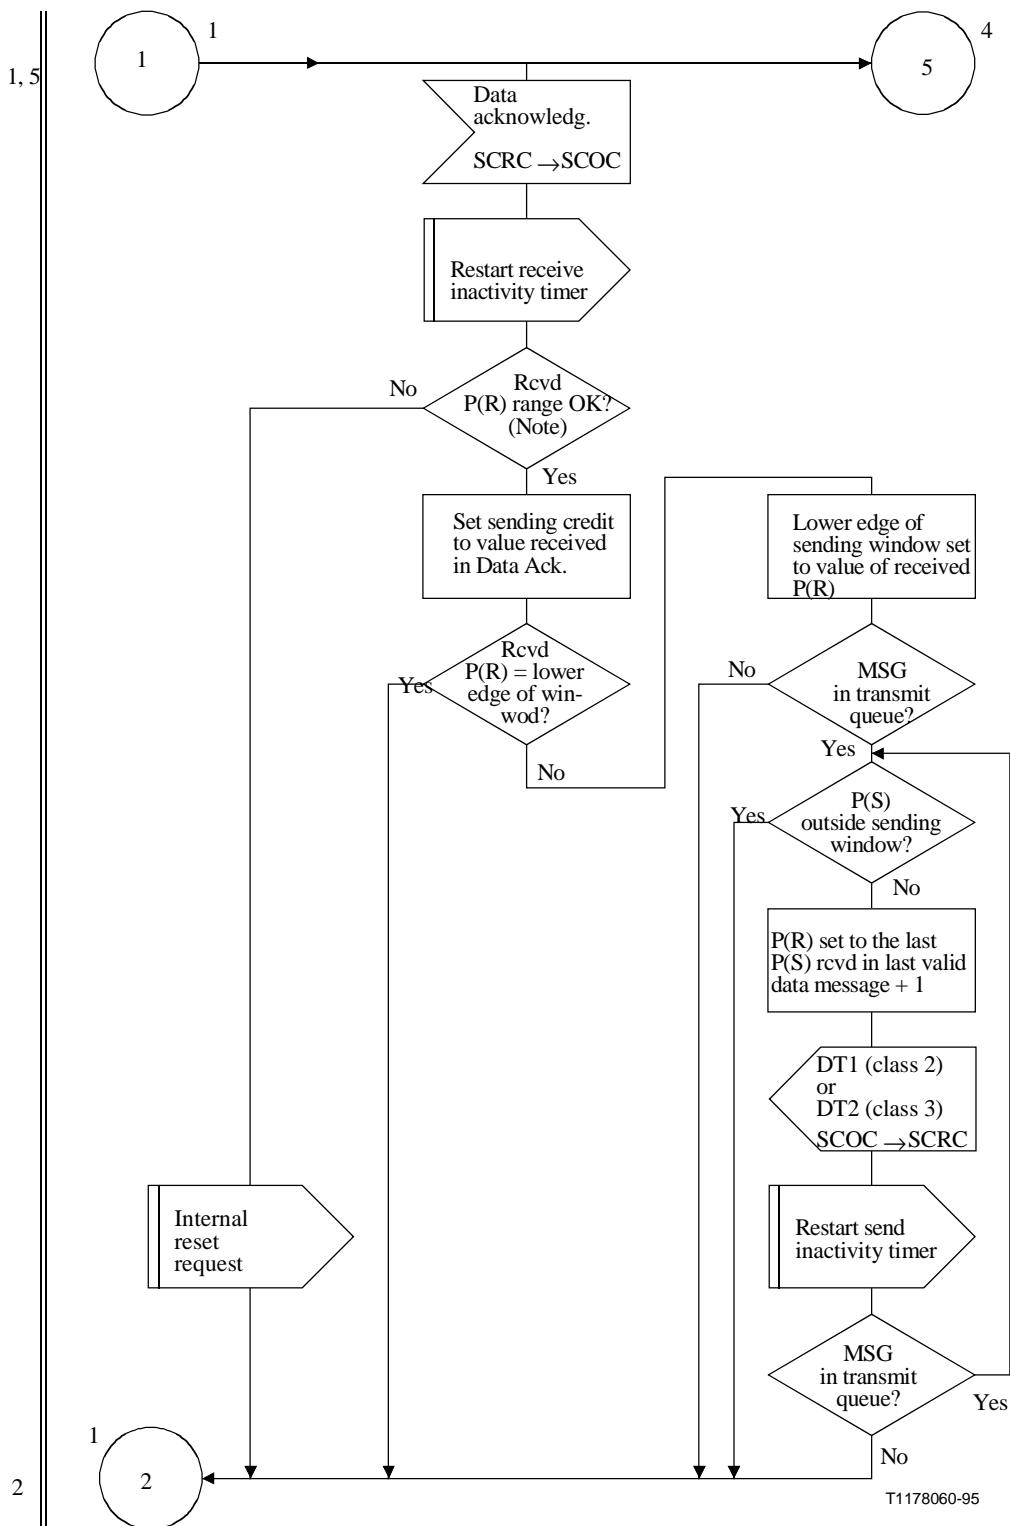 1
4
1
5
1, 5
Data
acknowledg.
SCRC → SCOC
Restart receive
inactivity timer
No
Rcvd
P(R) range OK?
(Note)
Yes
Set sending credit
to value received
in Data Ack.
Lower edge of
sending window set
to value of received
P(R)
Rcvd
P(R) = lower
edge of win-
wod?
Yes
No
No
MSG
in transmit
queue?
Yes
Yes
P(S)
outside sending
window?
No
P(R) set to the last
P(S) rcvd in last valid
data message + 1
DT1 (class 2)
or
DT2 (class 3)
SCOC → SCRC
Internal
reset
request
Restart send
inactivity timer
MSG
in transmit
queue?
Yes
No
1
2
2
T1178060-95